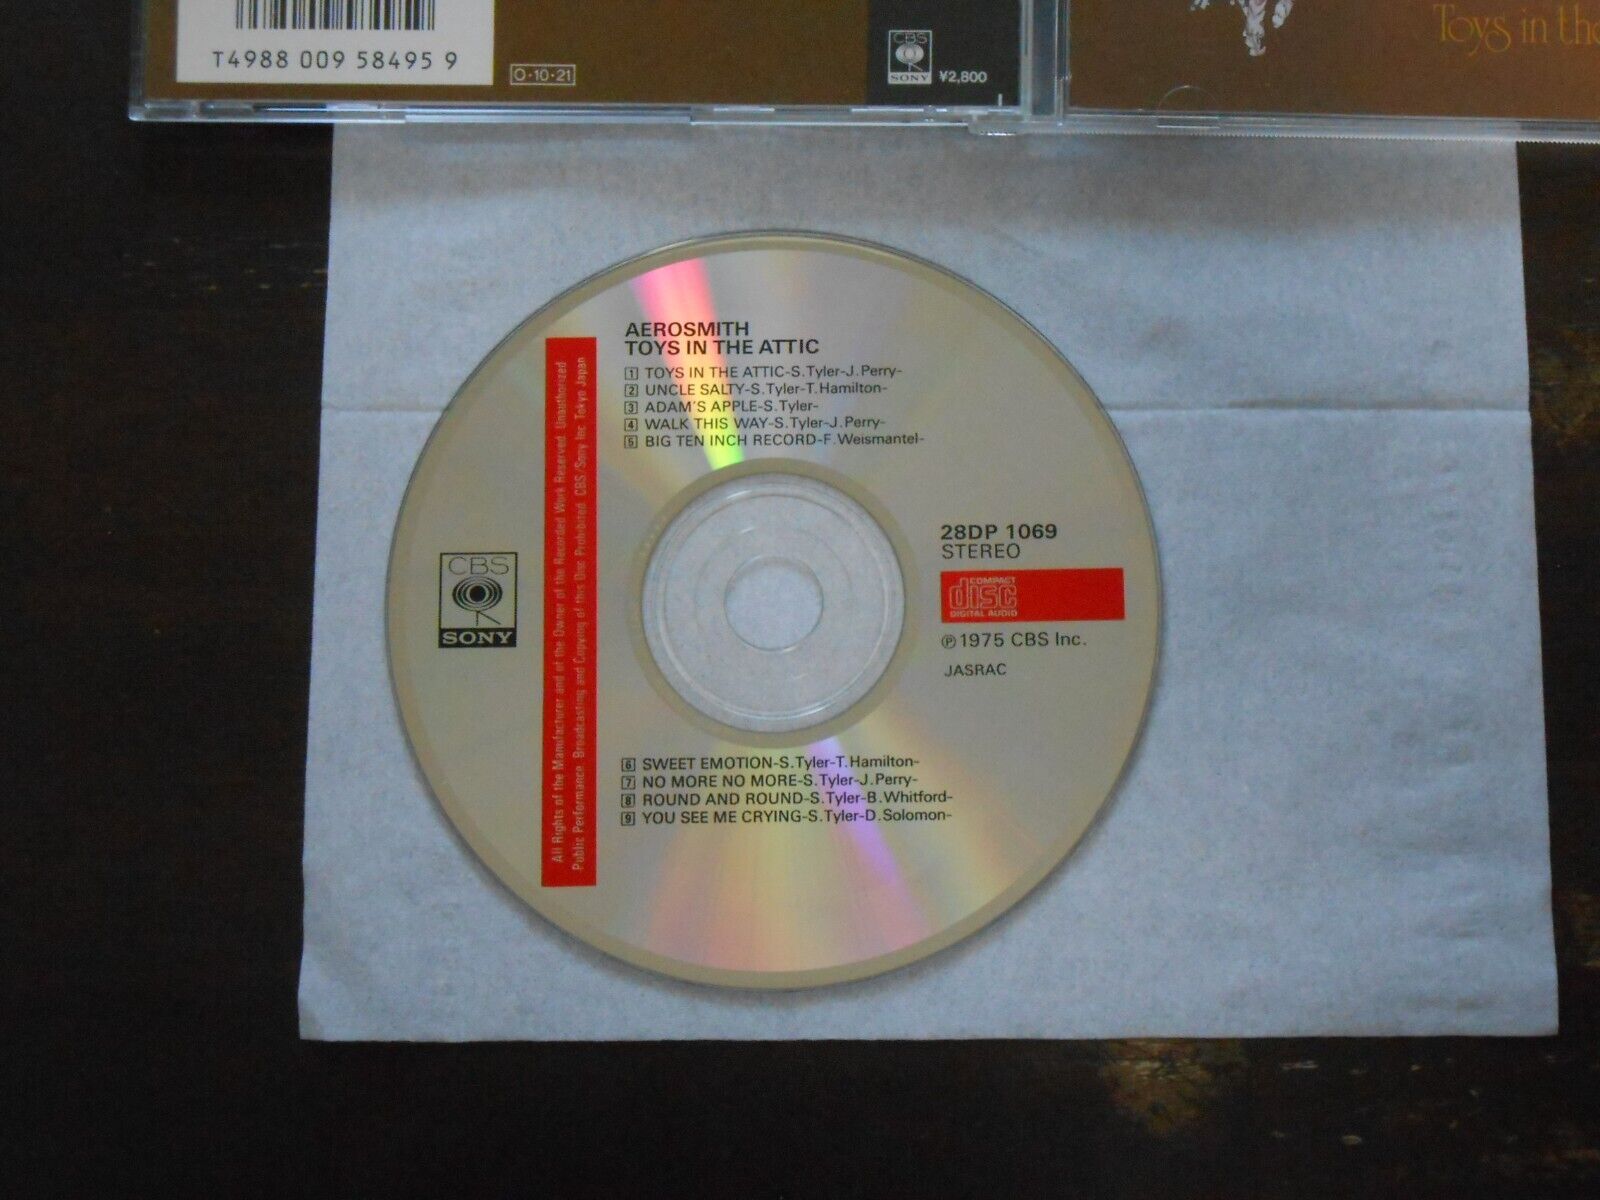 T4988 009 58495 9
O·10·21
CBS
SONY
¥2,800
Toys in the
AEROSMITH
TOYS IN THE ATTIC
1 TOYS IN THE ATTIC-S.Tyler-J.Perry-
2 UNCLE SALTY-S.Tyler-T.Hamilton-
3 ADAM'S APPLE-S.Tyler-
4 WALK THIS WAY-S.Tyler-J.Perry-
5 BIG TEN INCH RECORD-F.Weismantel-
All Rights of the Manufacturer and of the Owner of the Recorded Work Reserved. Unauthorized
Public Performance, Broadcasting and Copying of this Disc Prohibited. CBS/Sony Inc. Tokyo Japan
CBS
SONY
28DP 1069
STEREO
COMPACT
disc
DIGITAL AUDIO
℗1975 CBS Inc.
JASRAC
6 SWEET EMOTION-S.Tyler-T.Hamilton-
7 NO MORE NO MORE-S.Tyler-J.Perry-
8 ROUND AND ROUND-S.Tyler-B.Whitford-
9 YOU SEE ME CRYING-S.Tyler-D.Solomon-